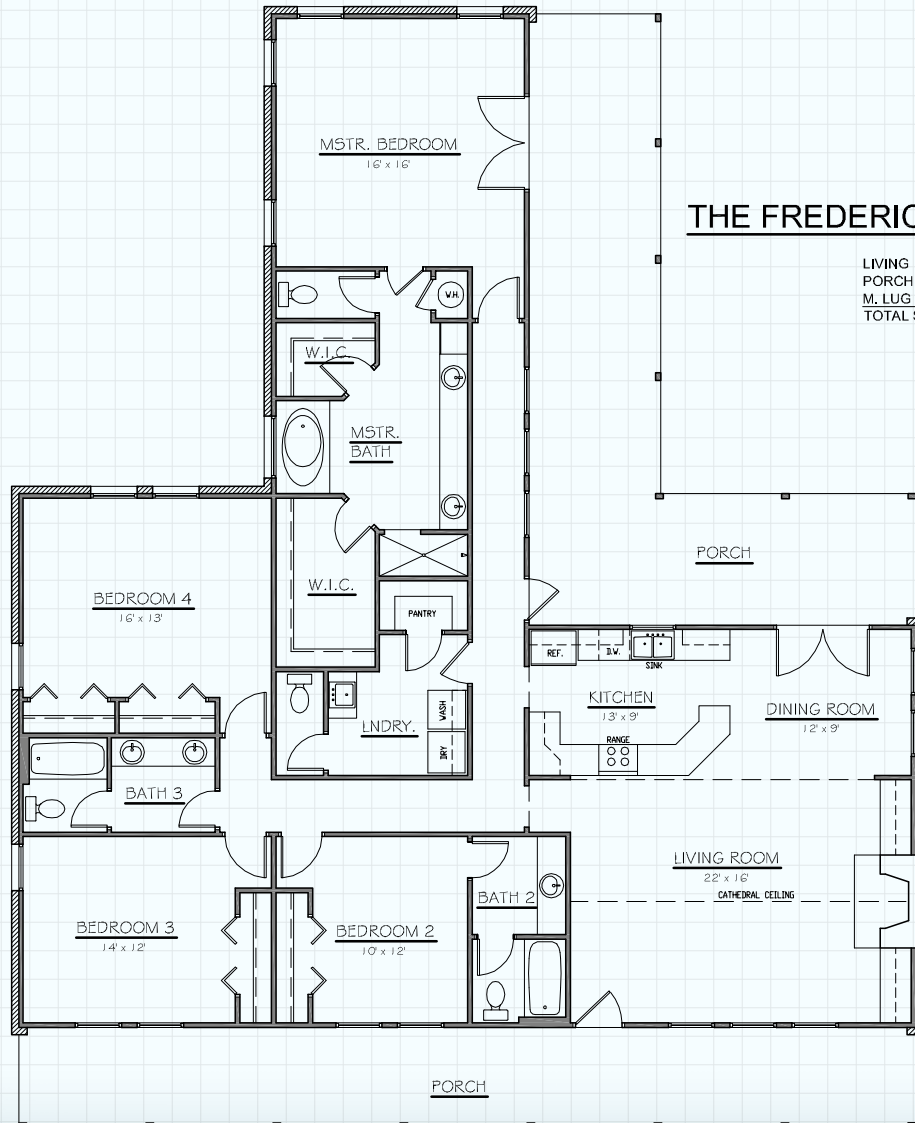 MSTR. BEDROOM
16' x 16'
THE FREDERIC
LIVING
PORCH
M. LUG
TOTAL
W.H.
W.I.C.
MSTR.
BATH
PORCH
W.I.C.
BEDROOM 4
16' x 13'
PANTRY
REF.
D.W.
SINK
KITCHEN
13' x 9'
RANGE
DINING ROOM
12' x 9'
WASH
LNDRY.
DRY
BATH 3
LIVING ROOM
22' x 16'
CATHEDRAL CEILING
BATH 2
BEDROOM 3
14' x 12'
BEDROOM 2
10' x 12'
PORCH